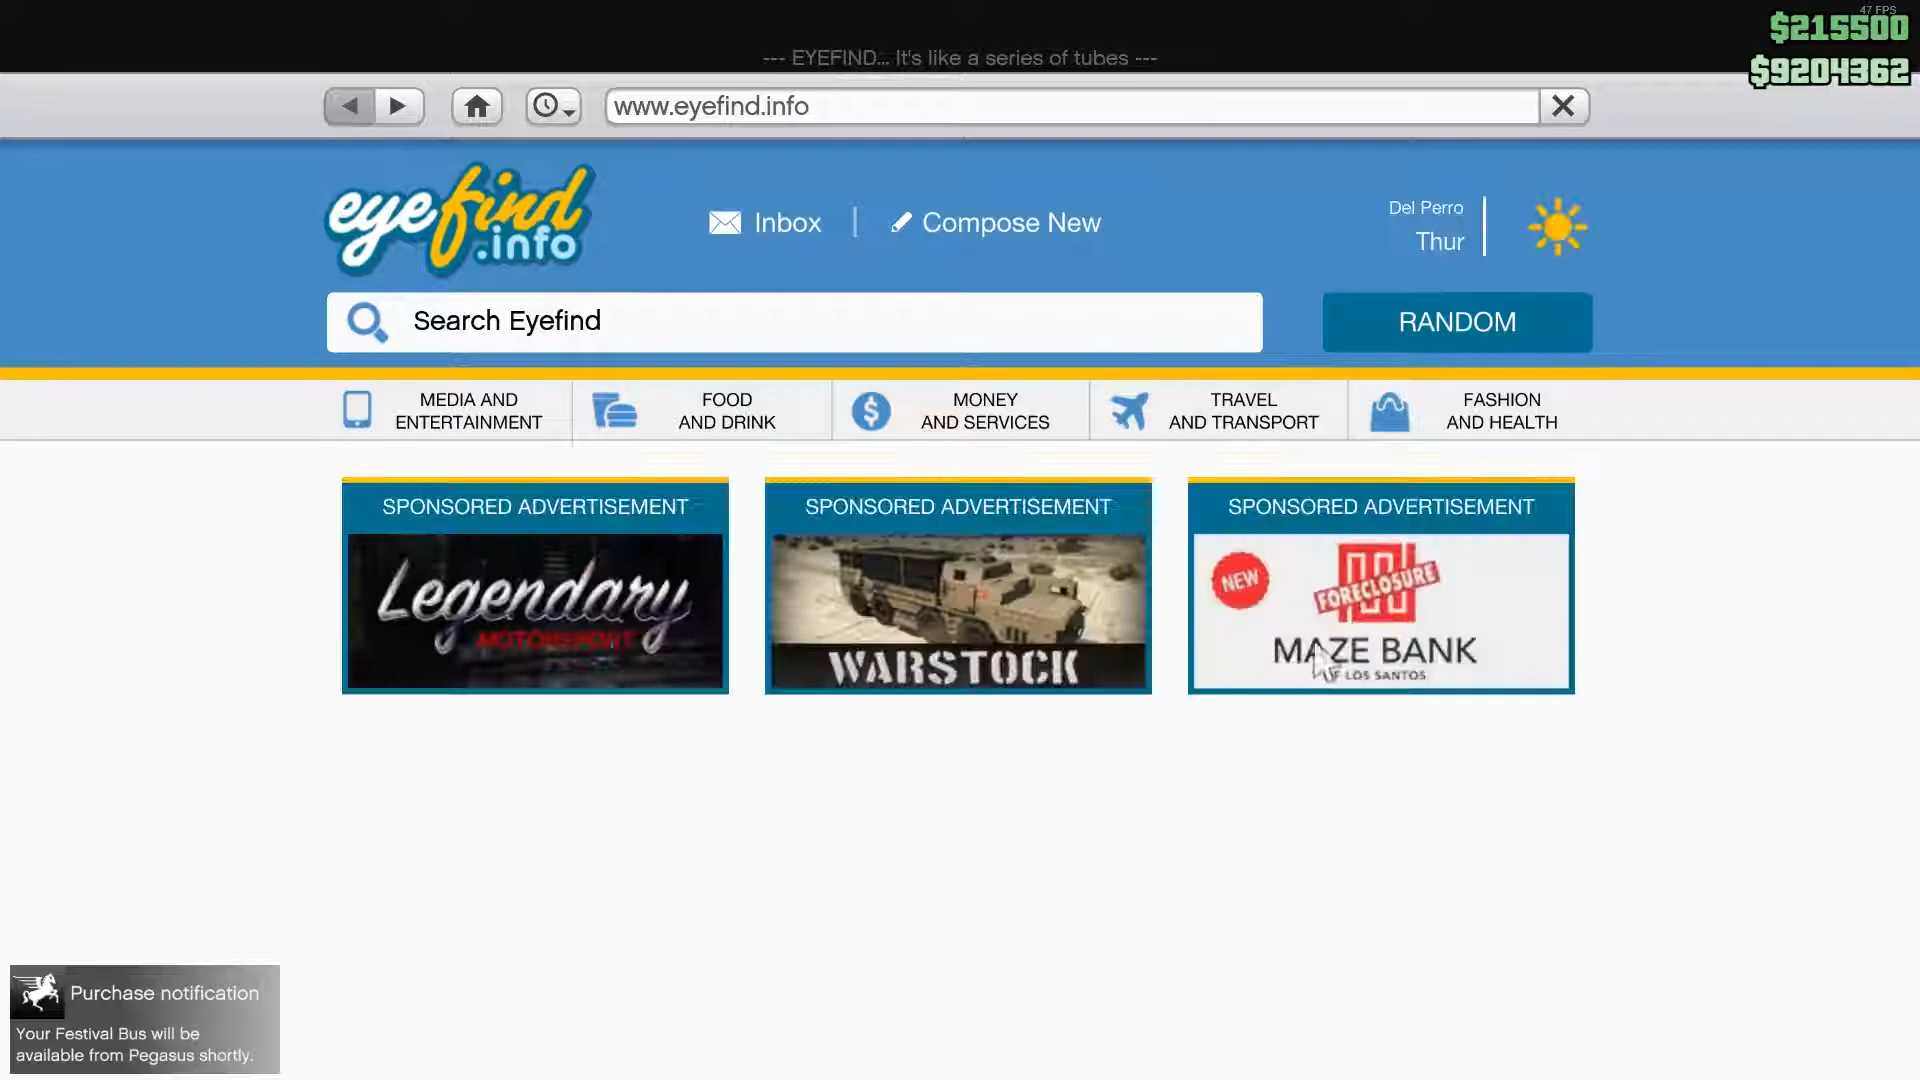 47 FPS
$215500
--- EYEFIND... It's like a series of tubes ---
$9204362
www.eyefind.info
eyefind
.info
Inbox
Compose New
Del Perro
Thur
Search Eyefind
RANDOM
MEDIA AND
ENTERTAINMENT
FOOD
AND DRINK
MONEY
AND SERVICES
TRAVEL
AND TRANSPORT
FASHION
AND HEALTH
SPONSORED ADVERTISEMENT
Legendary
MOTORSPORT
SPONSORED ADVERTISEMENT
WARSTOCK
SPONSORED ADVERTISEMENT
NEW
FORECLOSURE
MAZE BANK
OF LOS SANTOS
Purchase notification
Your Festival Bus will be
available from Pegasus shortly.